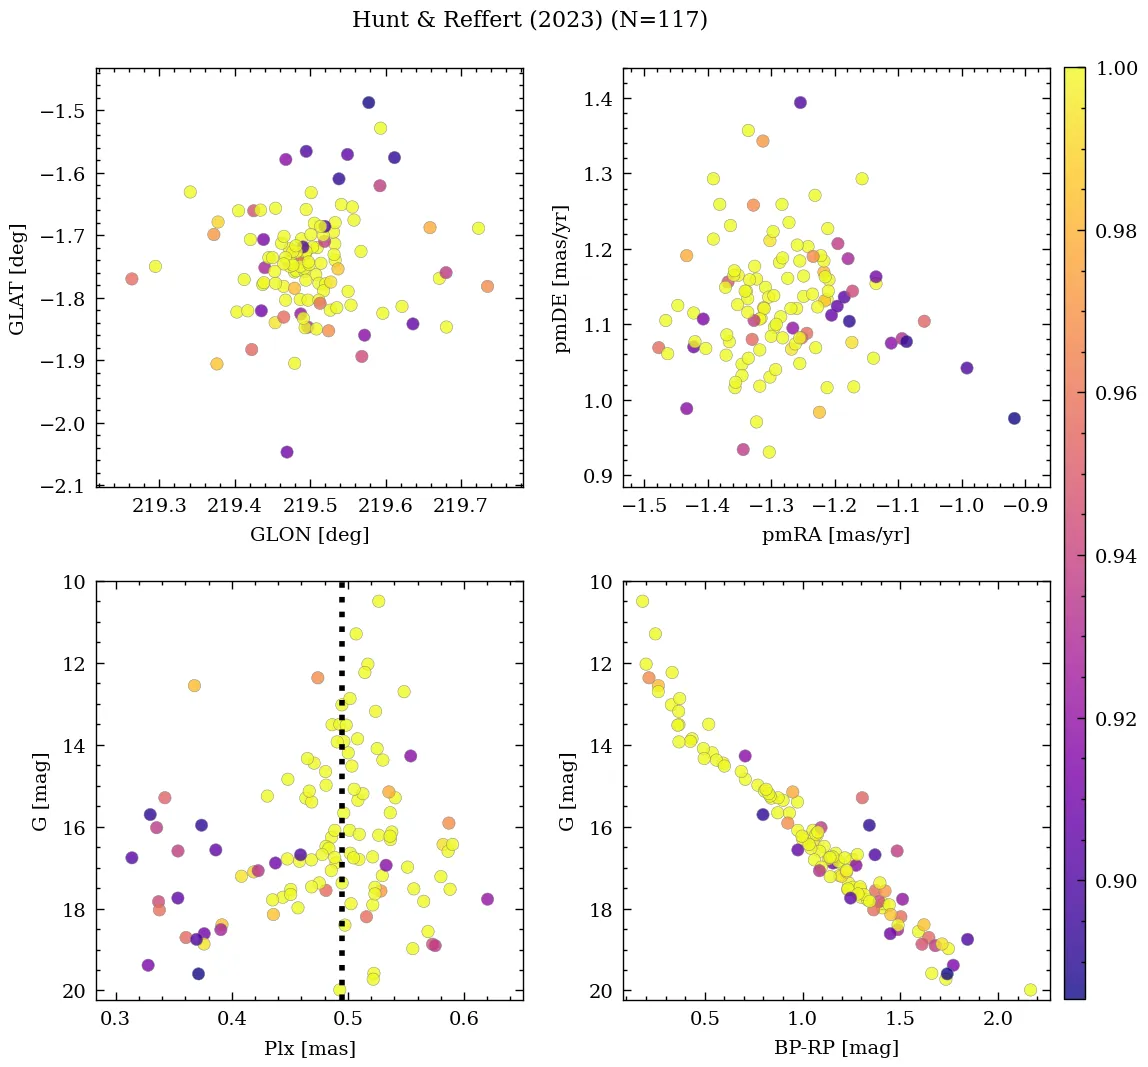 Hunt & Reffert (2023) (N=117)
−1.5
−1.6
−1.7
−1.8
−1.9
−2.0
−2.1
GLAT [deg]
219.3 219.4 219.5 219.6 219.7
GLON [deg]
1.4
1.3
1.2
1.1
1.0
0.9
pmDE [mas/yr]
−1.5 −1.4 −1.3 −1.2 −1.1 −1.0 −0.9
pmRA [mas/yr]
1.00
0.98
0.96
0.94
0.92
0.90
10
12
14
16
18
20
G [mag]
0.3 0.4 0.5 0.6
Plx [mas]
10
12
14
16
18
20
G [mag]
0.5 1.0 1.5 2.0
BP-RP [mag]